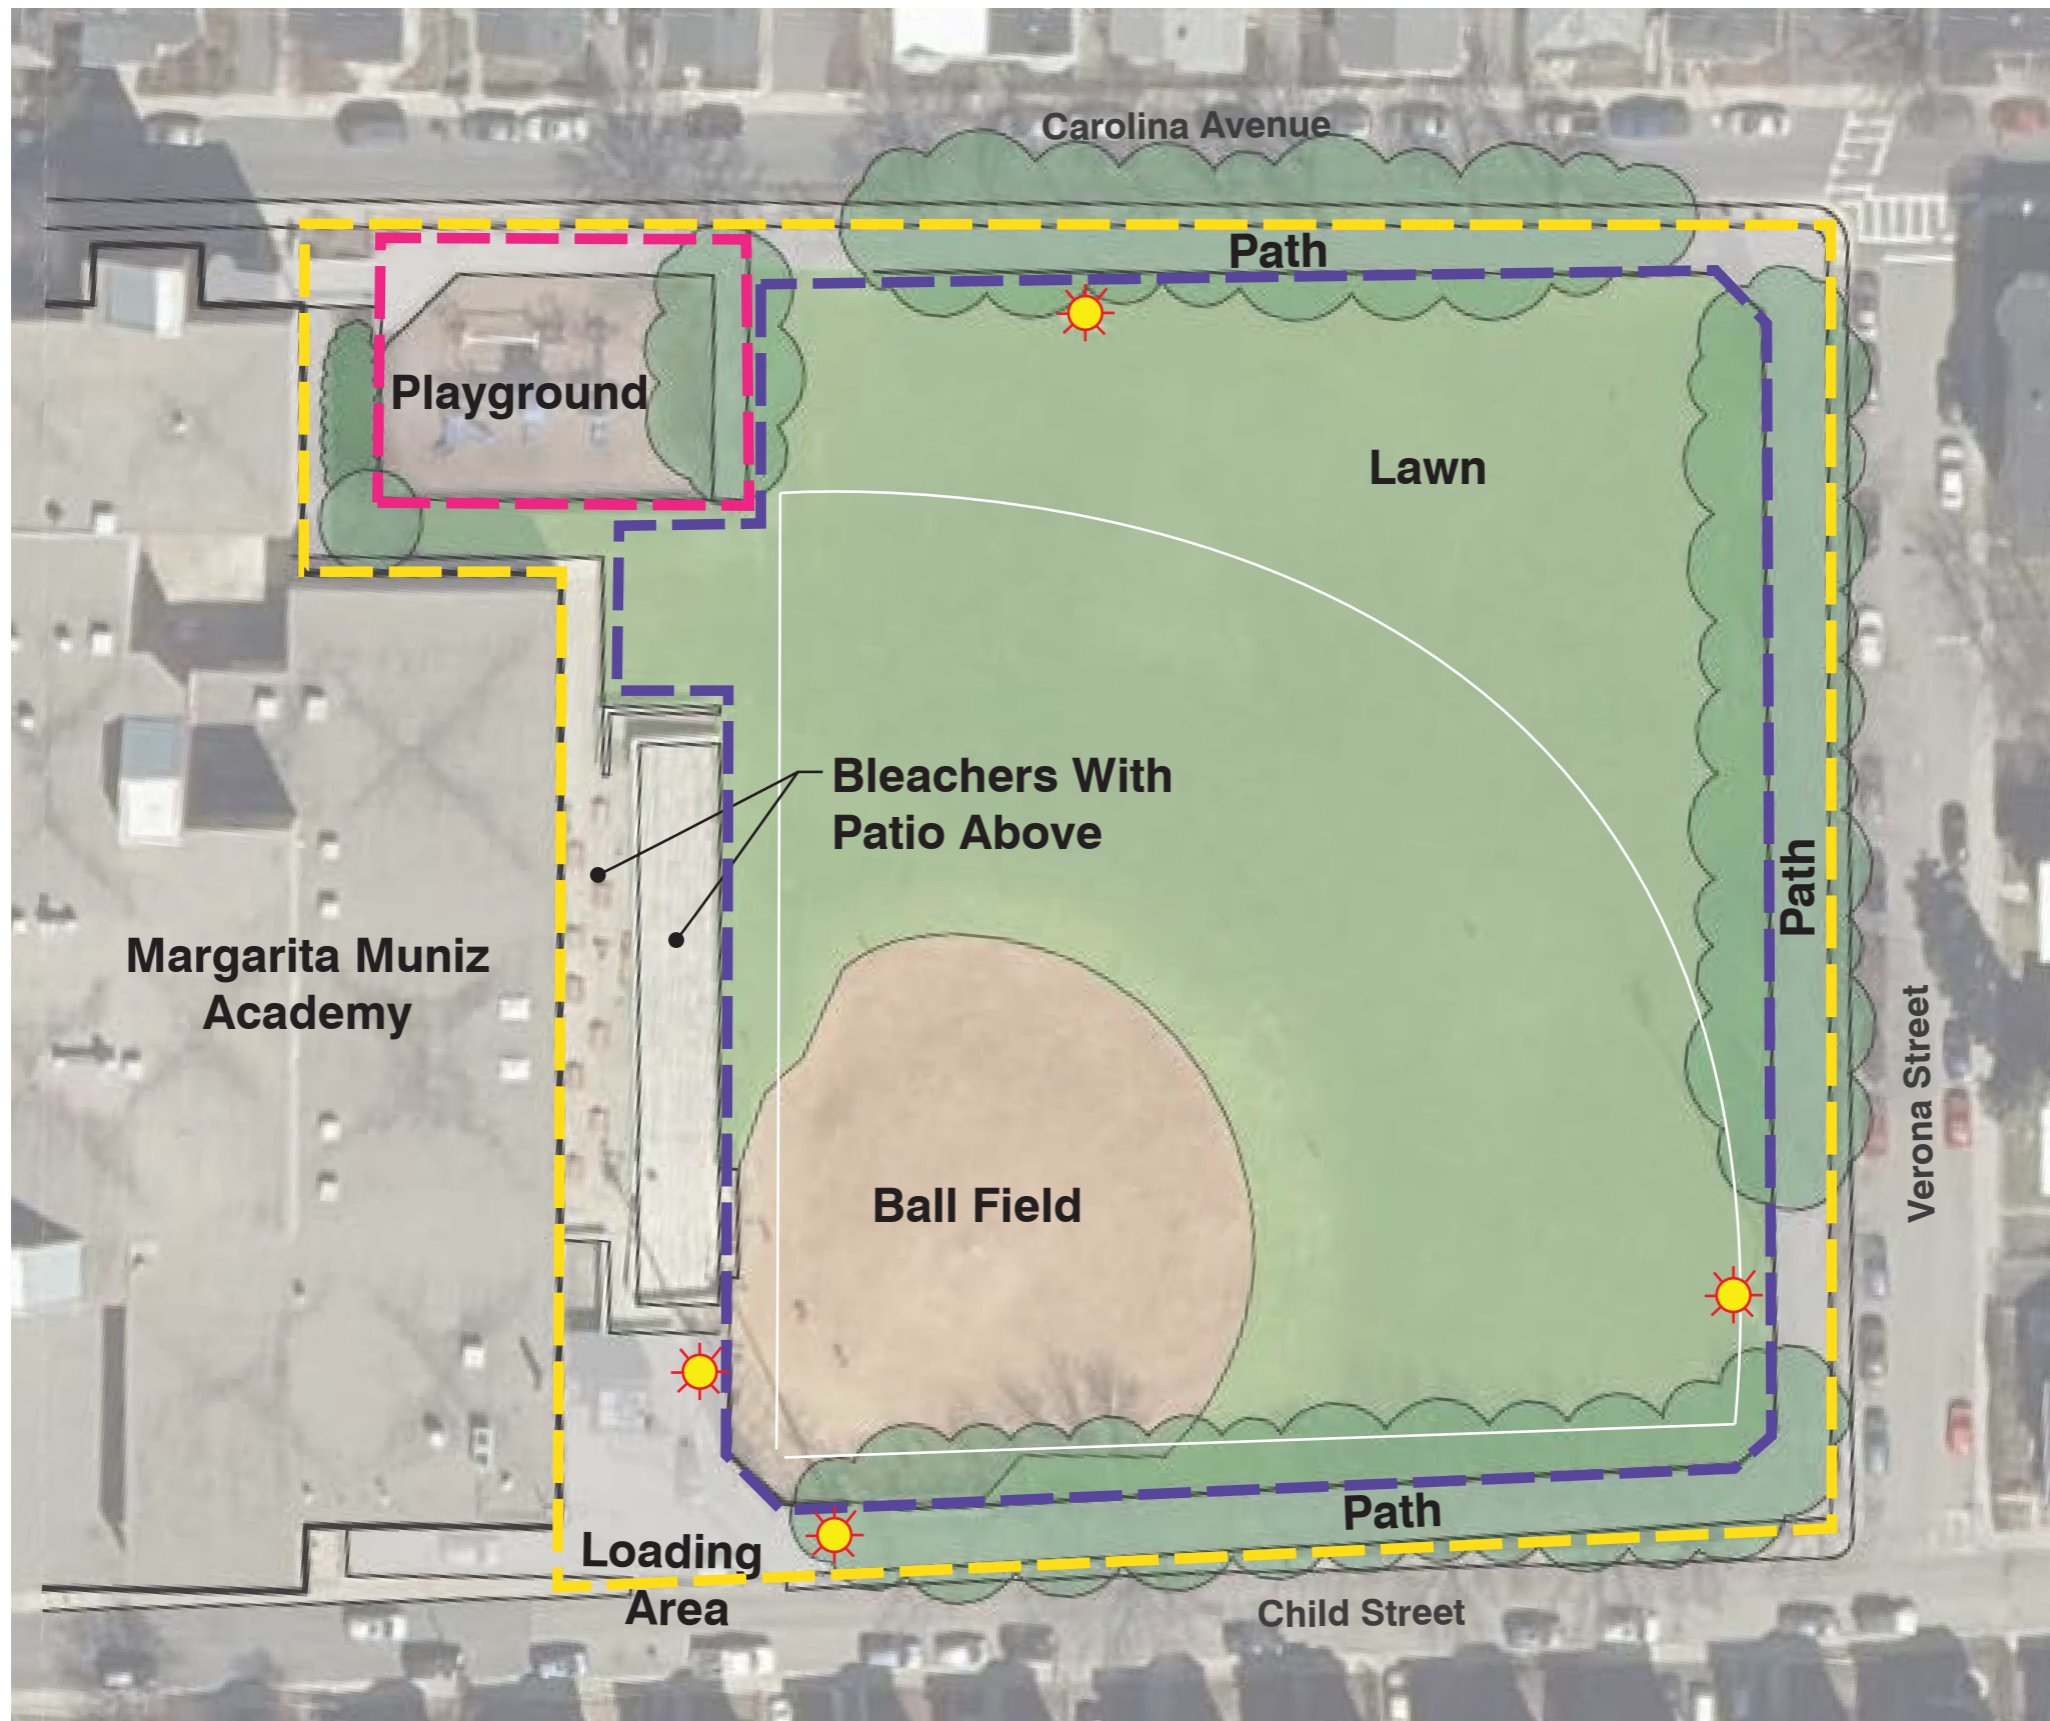 Carolina Avenue
Path
Playground
Lawn
Bleachers With
Patio Above
Path
Margarita Muniz
Academy
Verona Street
Ball Field
Path
Loading
Area
Child Street